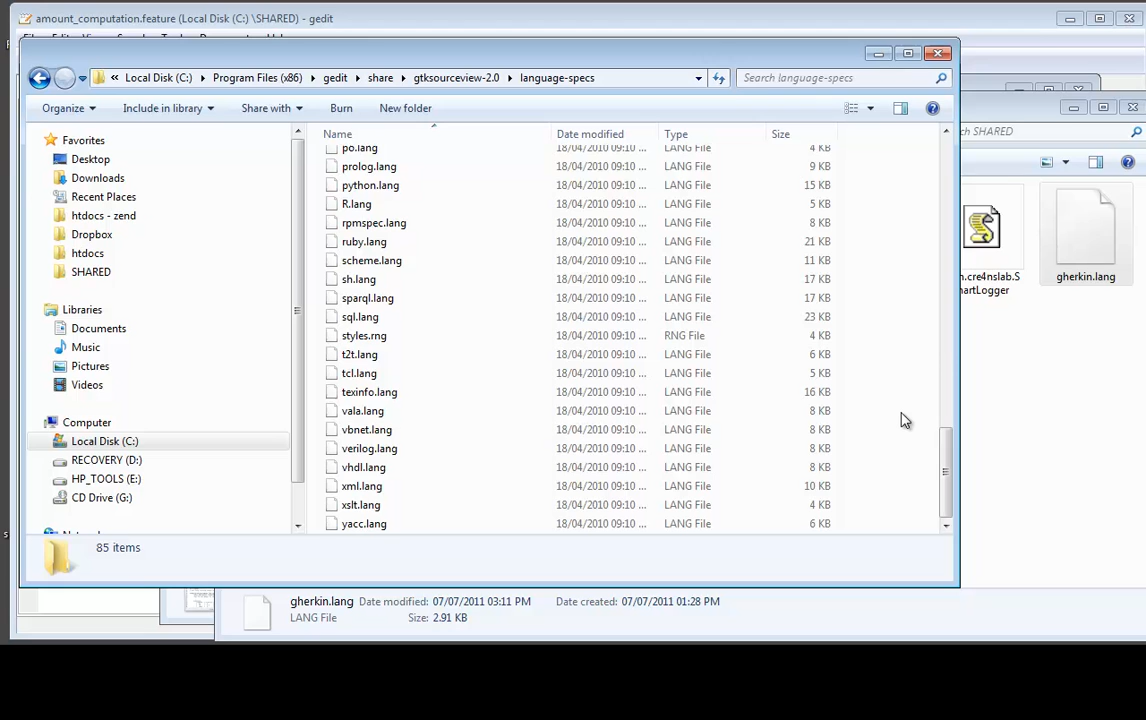 amount_computation.feature (Local Disk (C:) \SHARED) - gedit
« Local Disk (C:) Program Files (x86) gedit share gtksourceview-2.0 language-specs
Search language-specs
Organize Include in library Share with Burn New folder
Favorites
Desktop
Downloads
Recent Places
htdocs - zend
Dropbox
htdocs
SHARED
Libraries
Documents
Music
Pictures
Videos
Computer
Local Disk (C:)
RECOVERY (D:)
HP_TOOLS (E:)
CD Drive (G:)
Name Date modified Type Size
po.lang 18/04/2010 09:10 ... LANG File 4 KB
prolog.lang 18/04/2010 09:10 ... LANG File 9 KB
python.lang 18/04/2010 09:10 ... LANG File 15 KB
R.lang 18/04/2010 09:10 ... LANG File 5 KB
rpmspec.lang 18/04/2010 09:10 ... LANG File 8 KB
ruby.lang 18/04/2010 09:10 ... LANG File 21 KB
scheme.lang 18/04/2010 09:10 ... LANG File 11 KB
sh.lang 18/04/2010 09:10 ... LANG File 17 KB
sparql.lang 18/04/2010 09:10 ... LANG File 17 KB
sql.lang 18/04/2010 09:10 ... LANG File 23 KB
styles.rng 18/04/2010 09:10 ... RNG File 4 KB
t2t.lang 18/04/2010 09:10 ... LANG File 6 KB
tcl.lang 18/04/2010 09:10 ... LANG File 5 KB
texinfo.lang 18/04/2010 09:10 ... LANG File 16 KB
vala.lang 18/04/2010 09:10 ... LANG File 8 KB
vbnet.lang 18/04/2010 09:10 ... LANG File 8 KB
verilog.lang 18/04/2010 09:10 ... LANG File 8 KB
vhdl.lang 18/04/2010 09:10 ... LANG File 8 KB
xml.lang 18/04/2010 09:10 ... LANG File 10 KB
xslt.lang 18/04/2010 09:10 ... LANG File 4 KB
yacc.lang 18/04/2010 09:10 ... LANG File 6 KB
85 items
ch SHARED
n.cre4nslab.S
martLogger
gherkin.lang
gherkin.lang Date modified: 07/07/2011 03:11 PM Date created: 07/07/2011 01:28 PM
LANG File Size: 2.91 KB